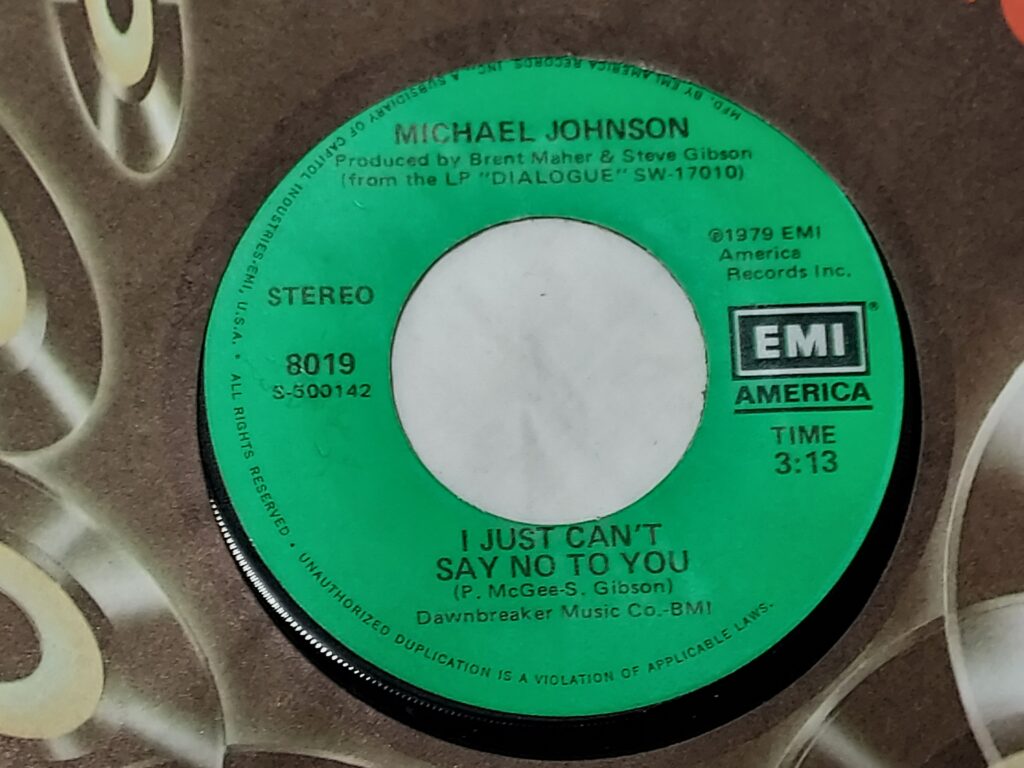 MICHAEL JOHNSON
Produced by Brent Maher & Steve Gibson
(from the LP "DIALOGUE" SW-17010)
℗1979 EMI
America
Records Inc.
STEREO
8019
S-500142
EMI®
AMERICA
TIME
3:13
I JUST CAN'T
SAY NO TO YOU
(P. McGee-S. Gibson)
Dawnbreaker Music Co.-BMI
MFD. BY EMI AMERICA RECORDS, INC., A SUBSIDIARY OF CAPITOL INDUSTRIES-EMI, U.S.A. • ALL RIGHTS RESERVED • UNAUTHORIZED DUPLICATION IS A VIOLATION OF APPLICABLE LAWS.